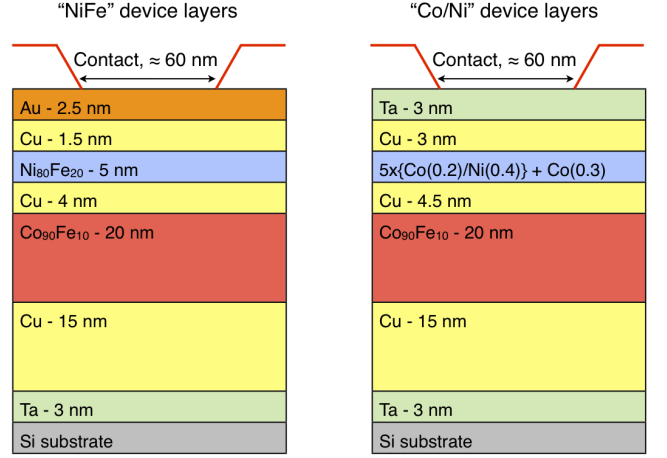 “NiFe” device layers
Contact, ≈ 60 nm
Au - 2.5 nm
Cu - 1.5 nm
Ni₈₀Fe₂₀ - 5 nm
Cu - 4 nm
Co₉₀Fe₁₀ - 20 nm
Cu - 15 nm
Ta - 3 nm
Si substrate
“Co/Ni” device layers
Contact, ≈ 60 nm
Ta - 3 nm
Cu - 3 nm
5x{Co(0.2)/Ni(0.4)} + Co(0.3)
Cu - 4.5 nm
Co₉₀Fe₁₀ - 20 nm
Cu - 15 nm
Ta - 3 nm
Si substrate